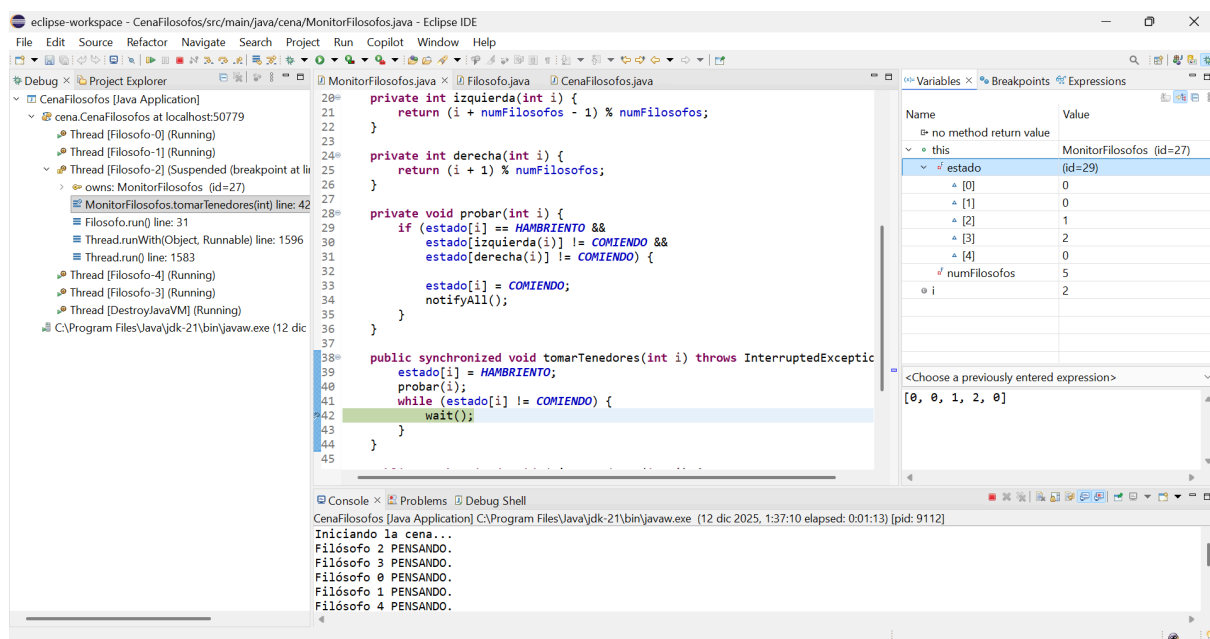 eclipse-workspace - CenaFilosofos/src/main/java/cena/MonitorFilosofos.java - Eclipse IDE
File Edit Source Refactor Navigate Search Project Run Copilot Window Help
Debug Project Explorer
CenaFilosofos [Java Application]
cena.CenaFilosofos at localhost:50779
Thread [Filosofo-0] (Running)
Thread [Filosofo-1] (Running)
Thread [Filosofo-2] (Suspended (breakpoint at li
owns: MonitorFilosofos (id=27)
MonitorFilosofos.tomarTenedores(int) line: 42
Filosofo.run() line: 31
Thread.runWith(Object, Runnable) line: 1596
Thread.run() line: 1583
Thread [Filosofo-4] (Running)
Thread [Filosofo-3] (Running)
Thread [DestroyJavaVM] (Running)
C:\Program Files\Java\jdk-21\bin\javaw.exe (12 dic
MonitorFilosofos.java Filosofo.java CenaFilosofos.java
20 private int izquierda(int i) {
21 return (i + numFilosofos - 1) % numFilosofos;
22 }
23
24 private int derecha(int i) {
25 return (i + 1) % numFilosofos;
26 }
27
28 private void probar(int i) {
29 if (estado[i] == HAMBRIENTO &&
30 estado[izquierda(i)] != COMIENDO &&
31 estado[derecha(i)] != COMIENDO) {
32
33 estado[i] = COMIENDO;
34 notifyAll();
35 }
36 }
37
38 public synchronized void tomarTenedores(int i) throws InterruptedExceptic
39 estado[i] = HAMBRIENTO;
40 probar(i);
41 while (estado[i] != COMIENDO) {
42 wait();
43 }
44 }
45
Variables Breakpoints Expressions
Name Value
no method return value
this MonitorFilosofos (id=27)
estado (id=29)
[0] 0
[1] 0
[2] 1
[3] 2
[4] 0
numFilosofos 5
i 2
<Choose a previously entered expression>
[0, 0, 1, 2, 0]
Console Problems Debug Shell
CenaFilosofos [Java Application] C:\Program Files\Java\jdk-21\bin\javaw.exe (12 dic 2025, 1:37:10 elapsed: 0:01:13) [pid: 9112]
Iniciando la cena...
Filósofo 2 PENSANDO.
Filósofo 3 PENSANDO.
Filósofo 0 PENSANDO.
Filósofo 1 PENSANDO.
Filósofo 4 PENSANDO.